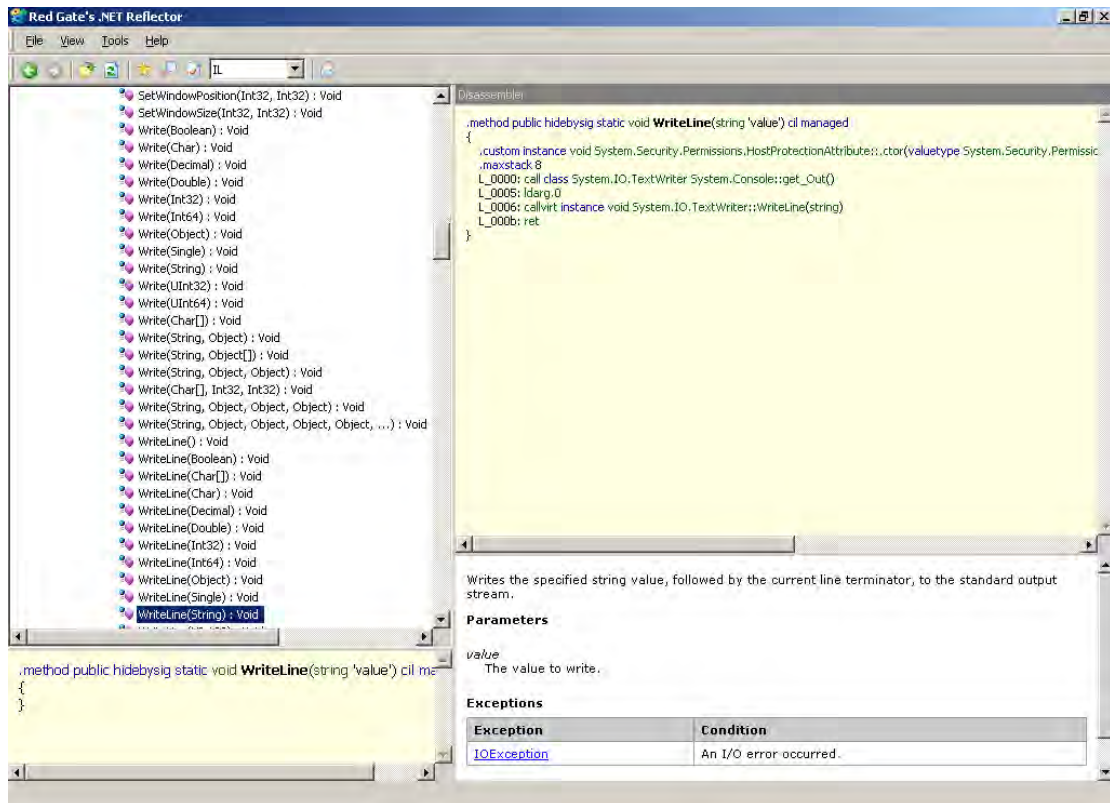 Red Gate's .NET Reflector
File View Tools Help
IL
SetWindowPosition(Int32, Int32) : Void
SetWindowSize(Int32, Int32) : Void
Write(Boolean) : Void
Write(Char) : Void
Write(Decimal) : Void
Write(Double) : Void
Write(Int32) : Void
Write(Int64) : Void
Write(Object) : Void
Write(Single) : Void
Write(String) : Void
Write(UInt32) : Void
Write(UInt64) : Void
Write(Char[]) : Void
Write(String, Object) : Void
Write(String, Object[]) : Void
Write(String, Object, Object) : Void
Write(Char[], Int32, Int32) : Void
Write(String, Object, Object, Object) : Void
Write(String, Object, Object, Object, Object, ...) : Void
WriteLine() : Void
WriteLine(Boolean) : Void
WriteLine(Char[]) : Void
WriteLine(Char) : Void
WriteLine(Decimal) : Void
WriteLine(Double) : Void
WriteLine(Int32) : Void
WriteLine(Int64) : Void
WriteLine(Object) : Void
WriteLine(Single) : Void
WriteLine(String) : Void
.method public hidebysig static void WriteLine(string 'value') cil ma
{
}
Disassembler
.method public hidebysig static void WriteLine(string 'value') cil managed
{
.custom instance void System.Security.Permissions.HostProtectionAttribute::.ctor(valuetype System.Security.Permissic
.maxstack 8
L_0000: call class System.IO.TextWriter System.Console::get_Out()
L_0005: ldarg.0
L_0006: callvirt instance void System.IO.TextWriter::WriteLine(string)
L_000b: ret
}
Writes the specified string value, followed by the current line terminator, to the standard output
stream.
Parameters
value
The value to write.
Exceptions
Exception Condition
IOException An I/O error occurred.